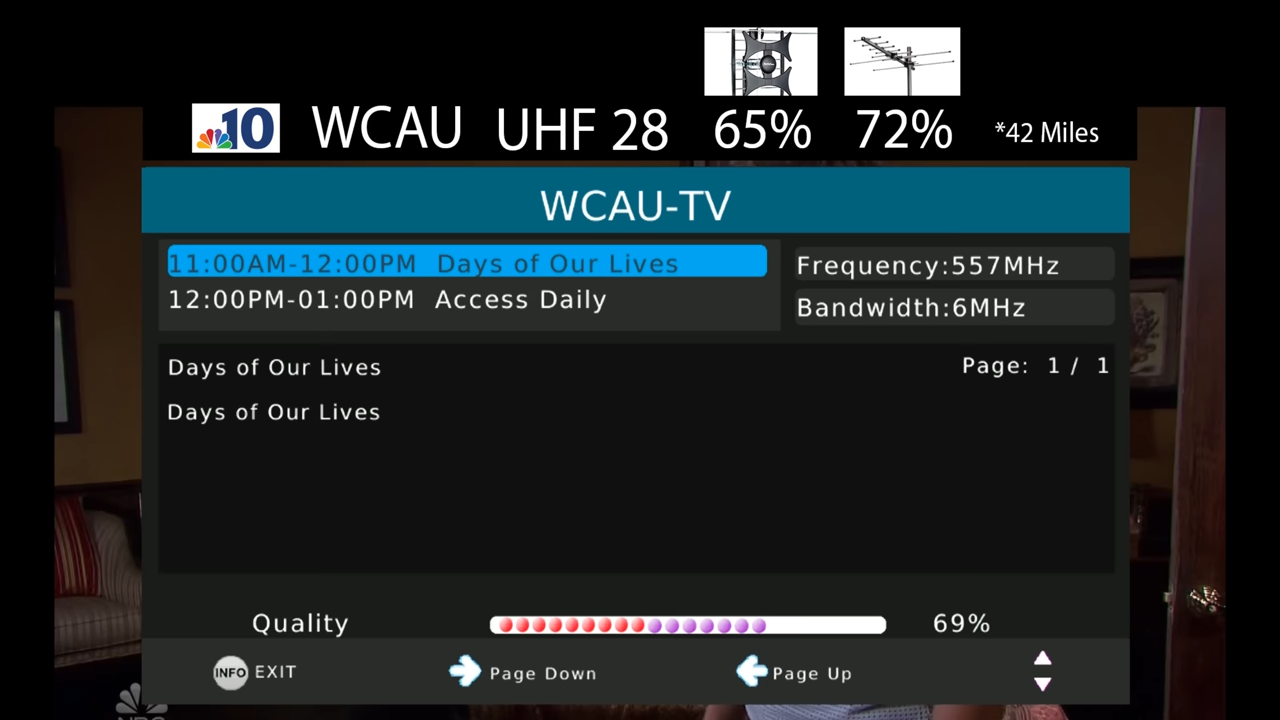 10 WCAU UHF 28 65% 72% *42 Miles
WCAU-TV
11:00AM-12:00PM Days of Our Lives
12:00PM-01:00PM Access Daily
Frequency:557MHz
Bandwidth:6MHz
Days of Our Lives
Page: 1 / 1
Days of Our Lives
Quality 69%
INFO EXIT Page Down Page Up
NBC